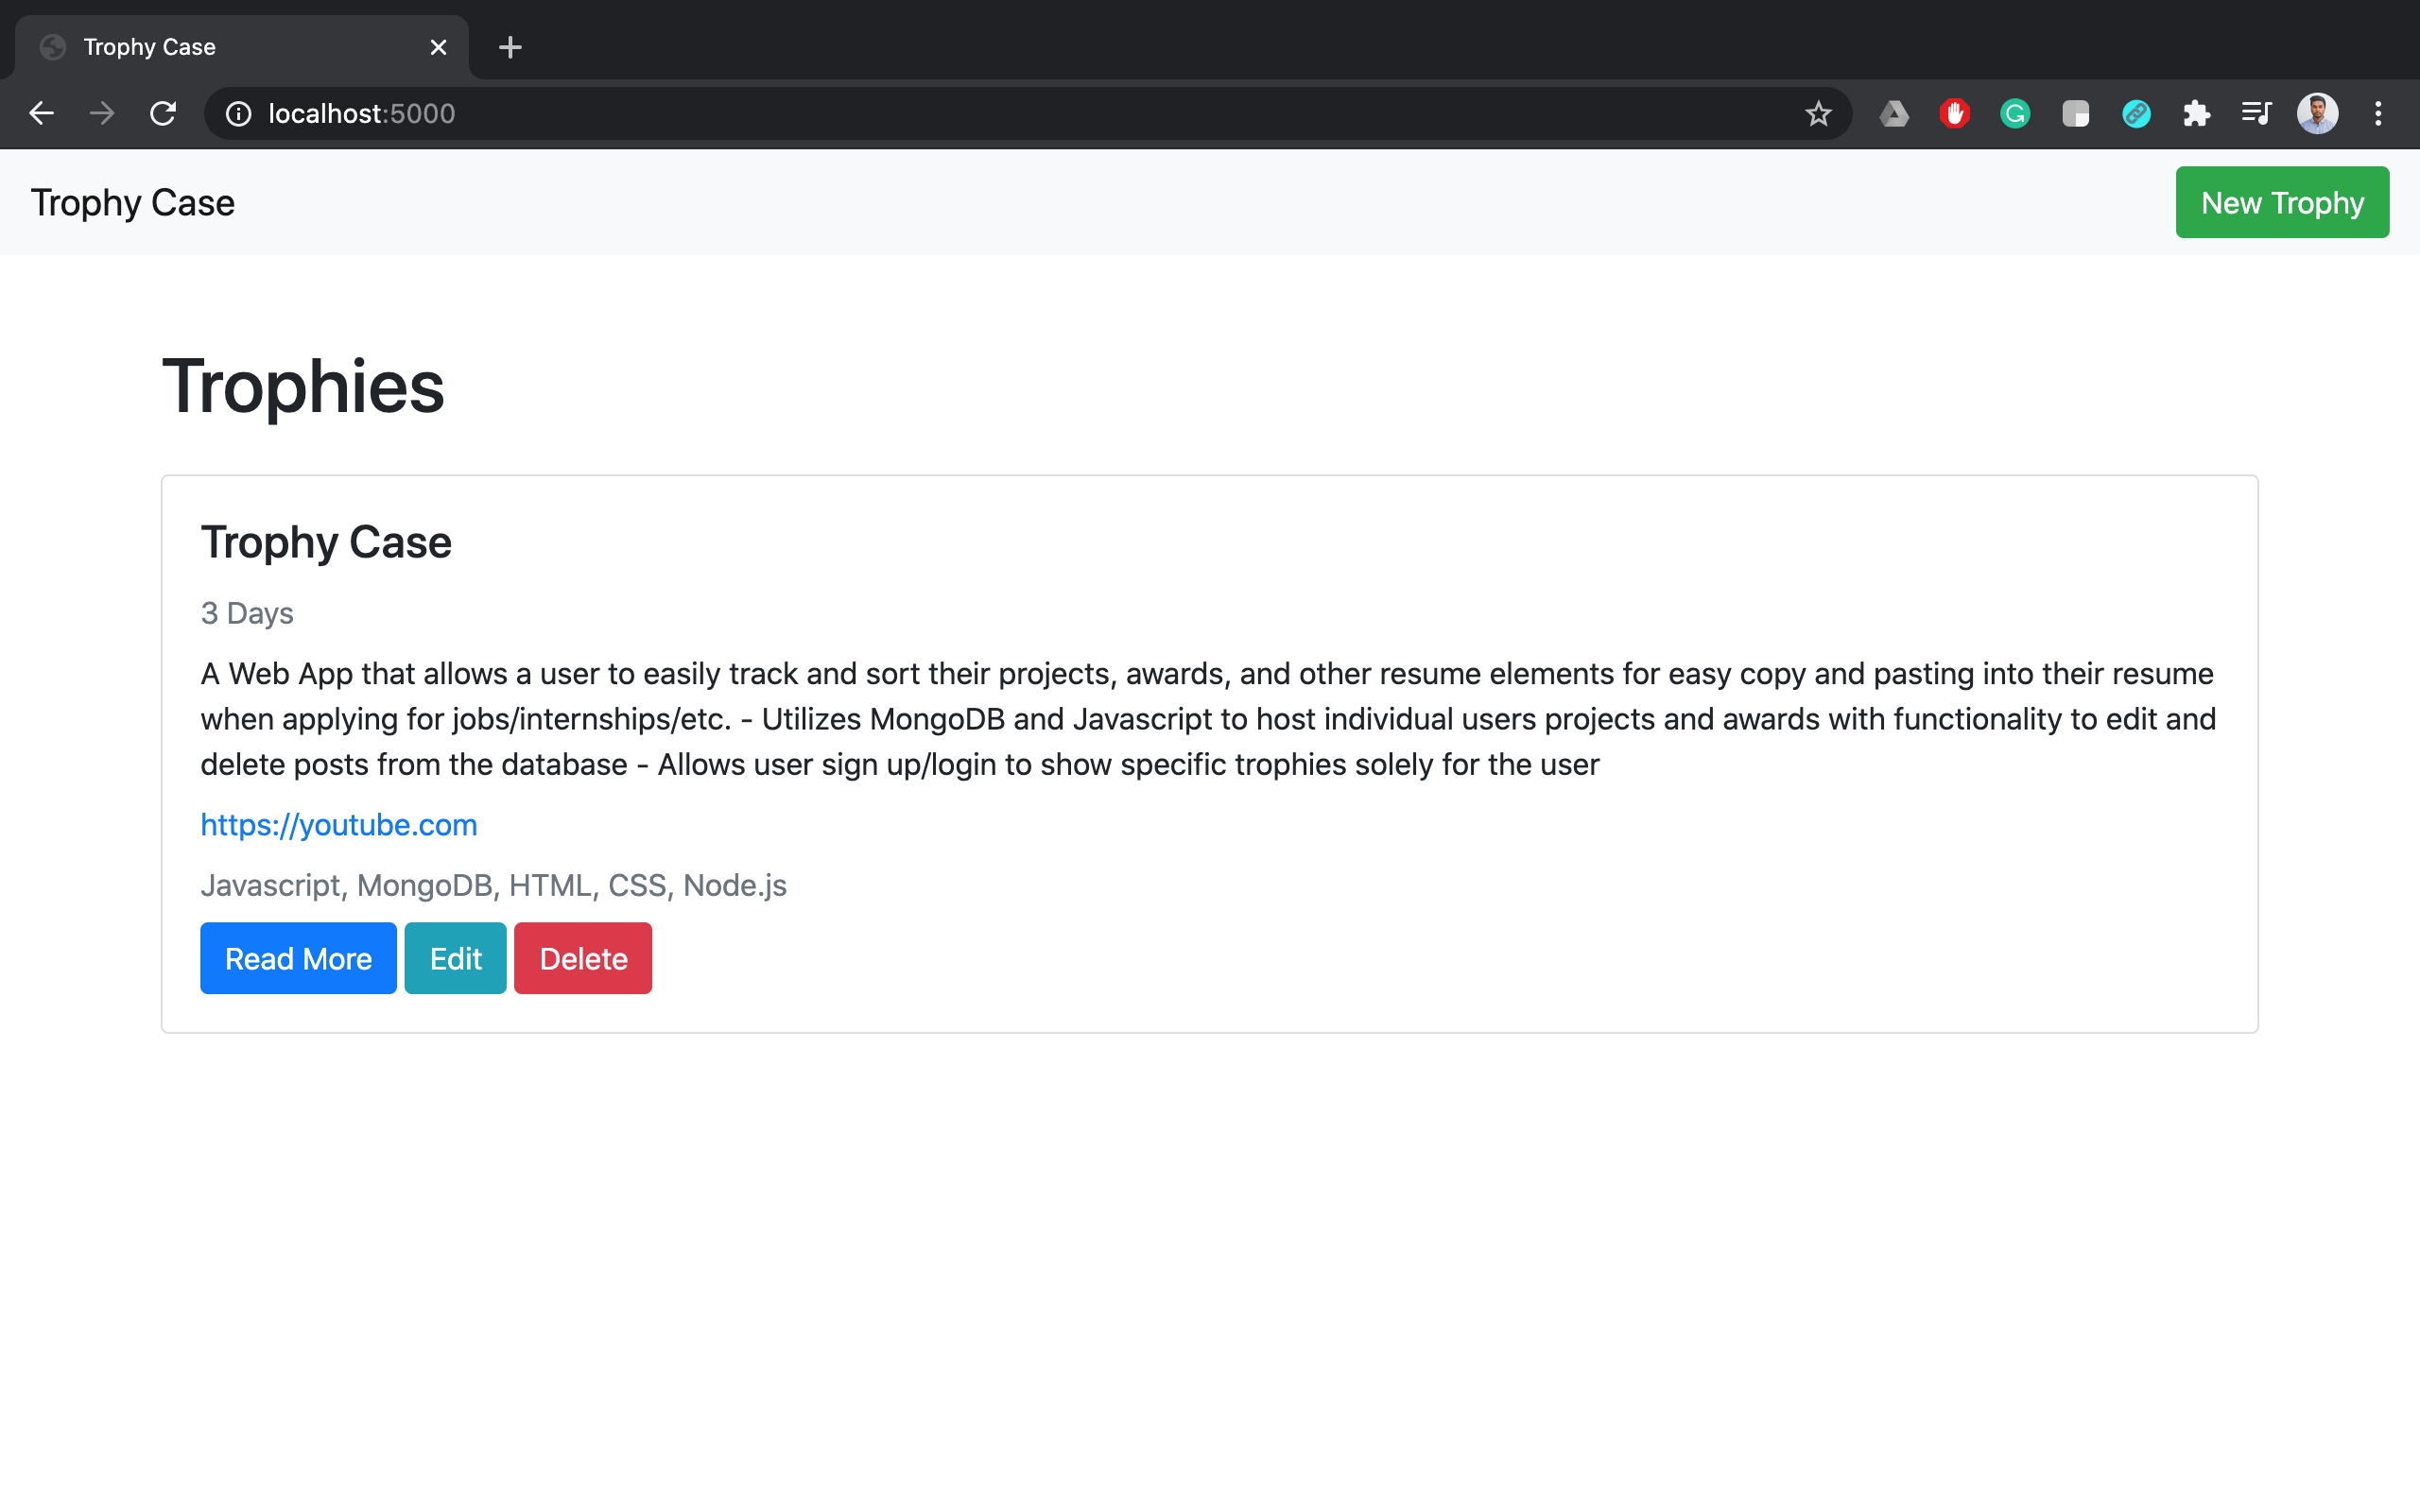 Trophy Case
localhost:5000
Trophy Case
New Trophy
Trophies
Trophy Case
3 Days
A Web App that allows a user to easily track and sort their projects, awards, and other resume elements for easy copy and pasting into their resume
when applying for jobs/internships/etc. - Utilizes MongoDB and Javascript to host individual users projects and awards with functionality to edit and
delete posts from the database - Allows user sign up/login to show specific trophies solely for the user
https://youtube.com
Javascript, MongoDB, HTML, CSS, Node.js
Read More Edit Delete